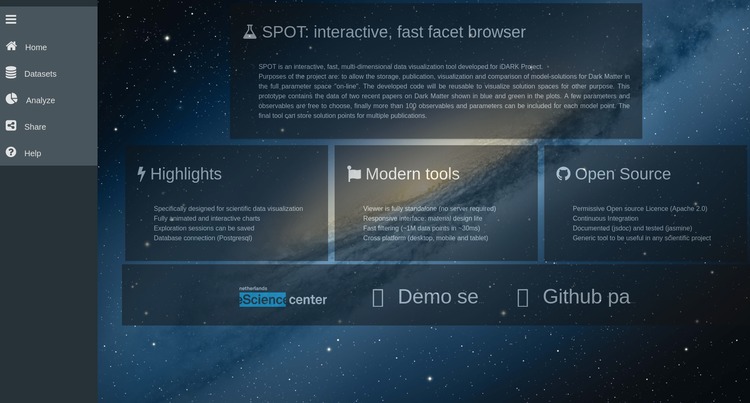 Home
Datasets
Analyze
Share
Help
SPOT: interactive, fast facet browser
SPOT is an interactive, fast, multi-dimensional data visualization tool developed for iDARK Project.
Purposes of the project are: to allow the storage, publication, visualization and comparison of model-solutions for Dark Matter in
the full parameter space "on-line". The developed code will be reusable to visualize solution spaces for other purpose. This
prototype contains the data of two recent papers on Dark Matter shown in blue and green in the plots. A few parameters and
observables are free to choose, finally more than 100 observables and parameters can be included for each model point. The
final tool cart store solution points for multiple publications.
Highlights
Specifically designed for scientific data visualization
Fully animated and interactive charts
Exploration sessions can be saved
Database connection (Postgresql)
Modern tools
Viewer is fully standalone (no server required)
Responsive interface: material design lite
Fast filtering (~1M data points in ~30ms)
Cross platform (desktop, mobile and tablet)
Open Source
Permissive Open source Licence (Apache 2.0)
Continuous Integration
Documented (jsdoc) and tested (jasmine)
Generic tool to be useful in any scientific project
netherlands
eScience center
Demo se
Github pa